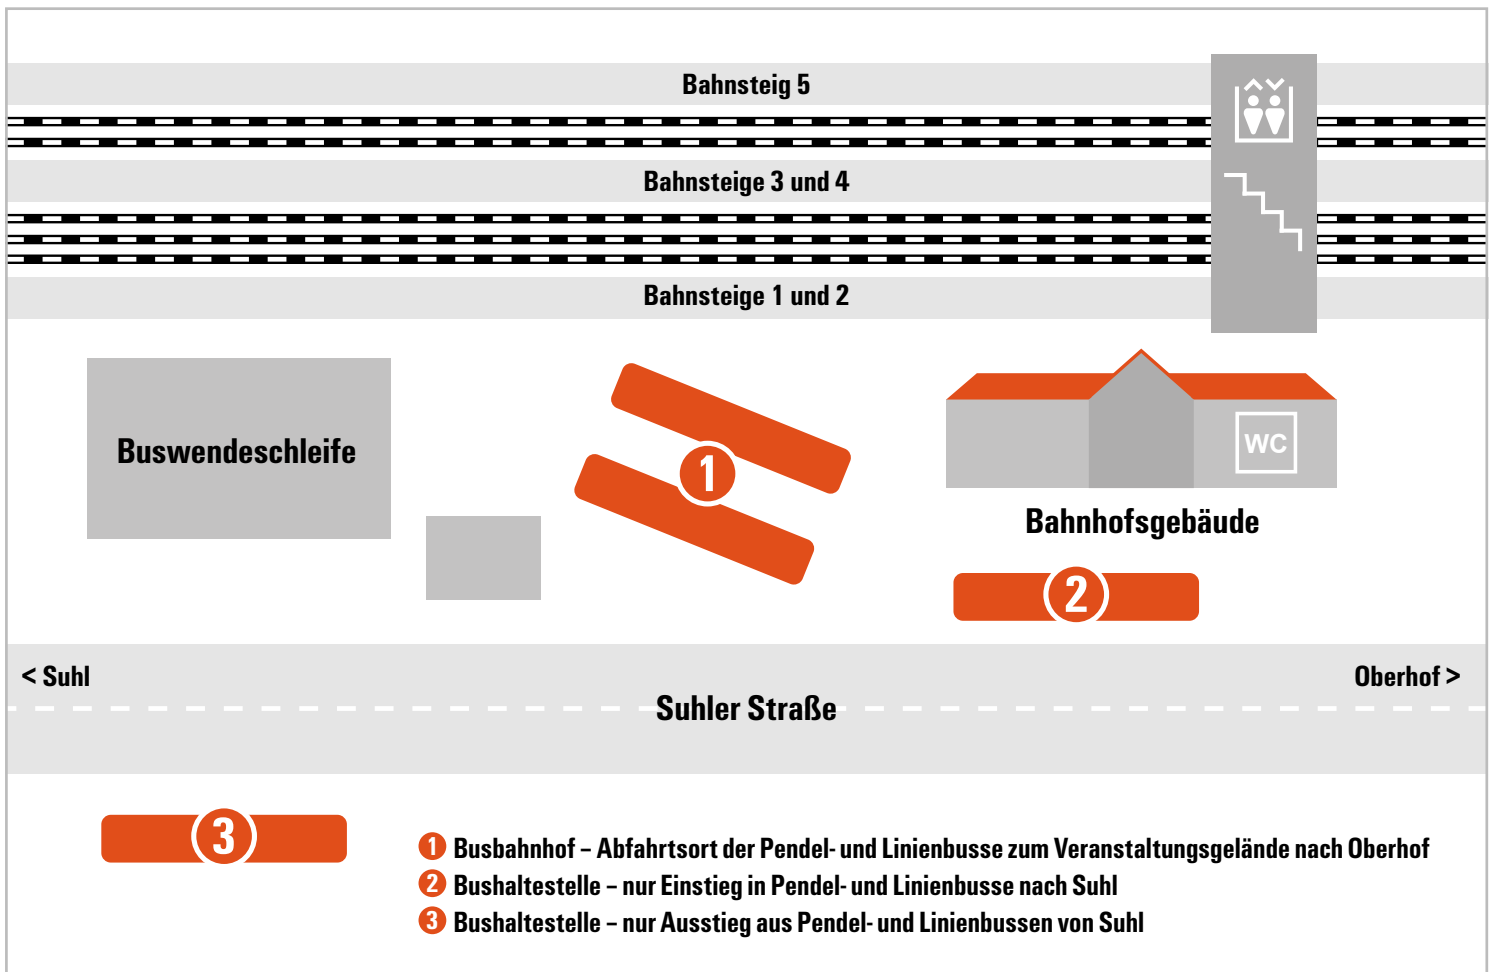 Bahnsteig 5
Bahnsteige 3 und 4
Bahnsteige 1 und 2
Buswendeschleife
1
WC
Bahnhofsgebäude
2
< Suhl
Oberhof >
Suhler Straße
3
1 Busbahnhof – Abfahrtsort der Pendel- und Linienbusse zum Veranstaltungsgelände nach Oberhof
2 Bushaltestelle – nur Einstieg in Pendel- und Linienbusse nach Suhl
3 Bushaltestelle – nur Ausstieg aus Pendel- und Linienbussen von Suhl